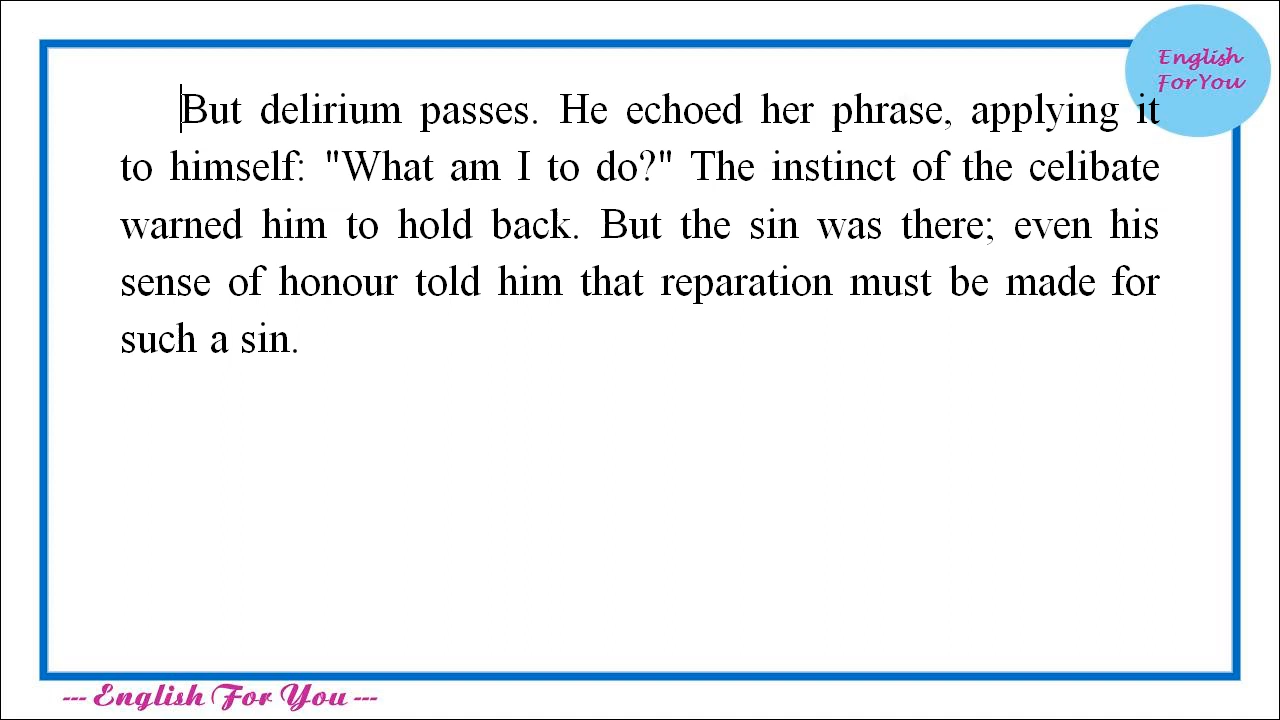 English
ForYou
But delirium passes. He echoed her phrase, applying it
to himself: "What am I to do?" The instinct of the celibate
warned him to hold back. But the sin was there; even his
sense of honour told him that reparation must be made for
such a sin.
--- English For You ---